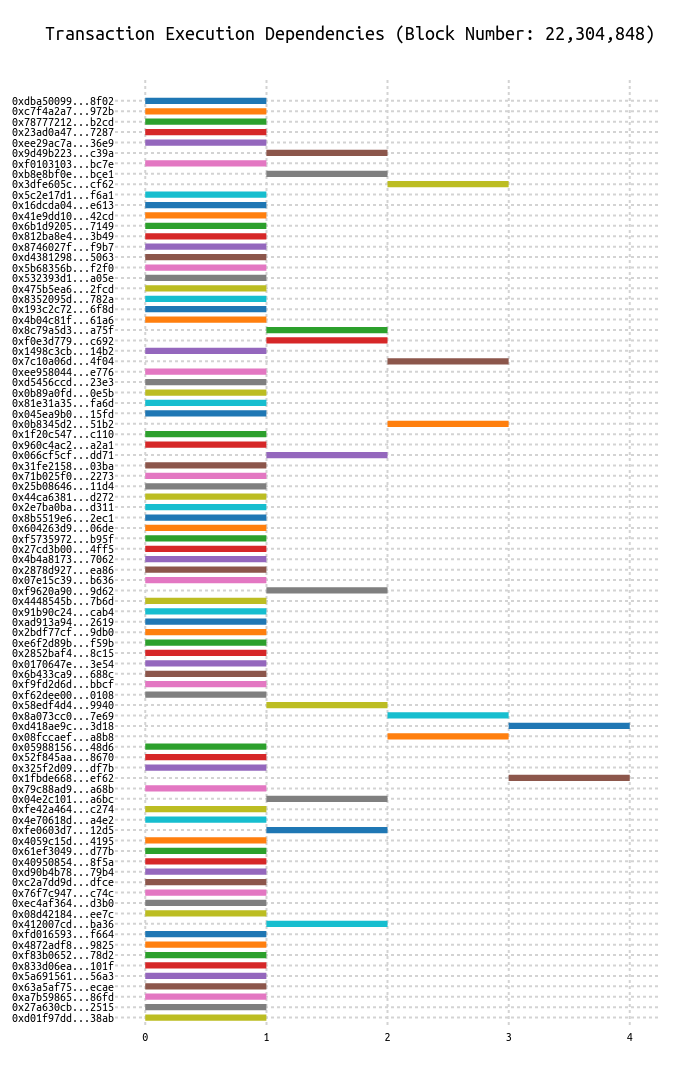 Transaction Execution Dependencies (Block Number: 22,304,848)
0xdba50099...8f02
0xc7f4a2a7...972b
0x78777212...b2cd
0x23ad0a47...7287
0xee29ac7a...36e9
0x9d49b223...c39a
0xf0103103...bc7e
0xb8e8bf0e...bce1
0x3dfe605c...cf62
0x5c2e17d1...f6a1
0x16dcda04...e613
0x41e9dd10...42cd
0x6b1d9205...7149
0x812ba8e4...3b49
0x8746027f...f9b7
0xd4381298...5063
0x5b68356b...f2f0
0x532393d1...a05e
0x475b5ea6...2fcd
0x8352095d...782a
0x193c2c72...6f8d
0x4b04c81f...61a6
0x8c79a5d3...a75f
0xf0e3d779...c692
0x1498c3cb...14b2
0x7c10a06d...4f04
0xee958044...e776
0xd5456ccd...23e3
0x0b89a0fd...0e5b
0x81e31a35...fa6d
0x045ea9b0...15fd
0x0b8345d2...51b2
0x1f20c547...c110
0x960c4ac2...a2a1
0x066cf5cf...dd71
0x31fe2158...03ba
0x71b025f0...2273
0x25b08646...11d4
0x44ca6381...d272
0x2e7ba0ba...d311
0x8b5519e6...2ec1
0x604263d9...06de
0xf5735972...b95f
0x27cd3b00...4ff5
0x4b4a8173...7062
0x2878d927...ea86
0x07e15c39...b636
0xf9620a90...9d62
0x4448545b...7b6d
0x91b90c24...cab4
0xad913a94...2619
0x2bdf77cf...9db0
0xe6f2d89b...f59b
0x2852baf4...8c15
0x0170647e...3e54
0x6b433ca9...688c
0xf9fd2d6d...bbcf
0xf62dee00...0108
0x58edf4d4...9940
0x8a073cc0...7e69
0xd418ae9c...3d18
0x08fccaef...a8b8
0x05988156...48d6
0x52f845aa...8670
0x325f2d09...df7b
0x1fbde668...ef62
0x79c88ad9...a68b
0x04e2c101...a6bc
0xfe42a464...c274
0x4e70618d...a4e2
0xfe0603d7...12d5
0x4059c15d...4195
0x61ef3049...d77b
0x40950854...8f5a
0xd90b4b78...79b4
0xc2a7dd9d...dfce
0x76f7c947...c74c
0xec4af364...d3b0
0x08d42184...ee7c
0x412007cd...ba36
0xfd016593...f664
0x4872adf8...9825
0xf83b0652...78d2
0x833d06ea...101f
0x5a691561...56a3
0x63a5af75...ecae
0xa7b59865...86fd
0x27a630cb...2515
0xd01f97dd...38ab
0 1 2 3 4